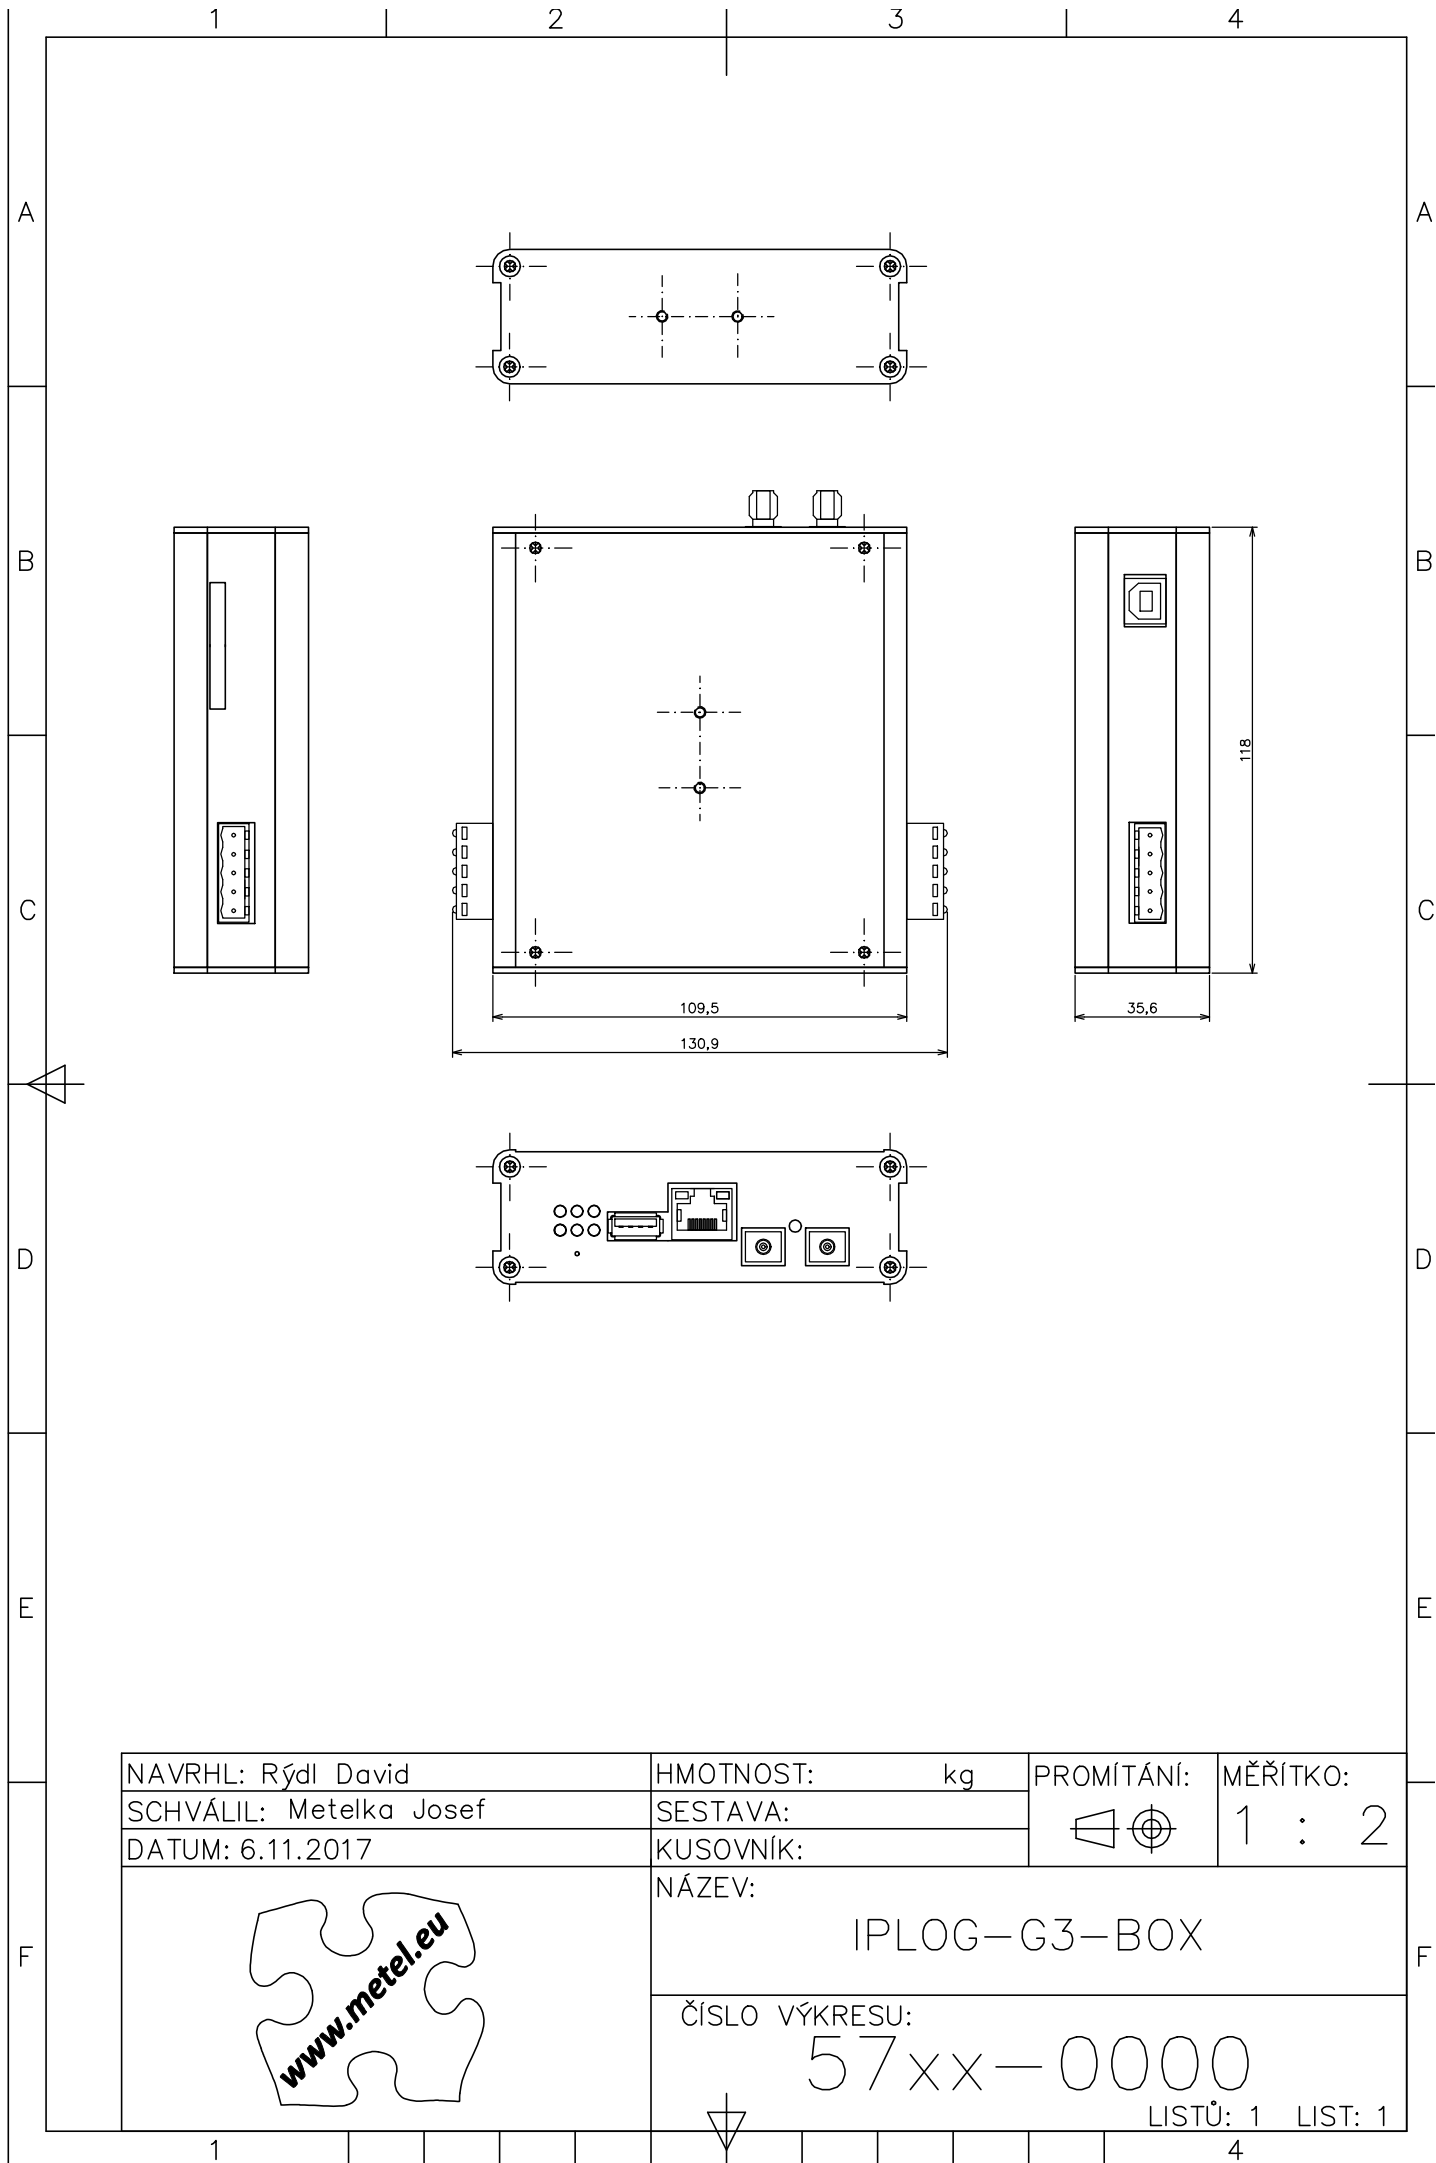 1 2 3 4
A A
B B
118
C C
109,5 35,6
130,9
D D
E E
NAVRHL: Rýdl David HMOTNOST: kg PROMÍTÁNÍ: MĚŘÍTKO:
SCHVÁLIL: Metelka Josef SESTAVA: 1 : 2
DATUM: 6.11.2017 KUSOVNÍK:
NÁZEV:
IPLOG-G3-BOX
www.metel.eu
F F
ČÍSLO VÝKRESU:
57xx-0000
LISTŮ: 1 LIST: 1
1 4